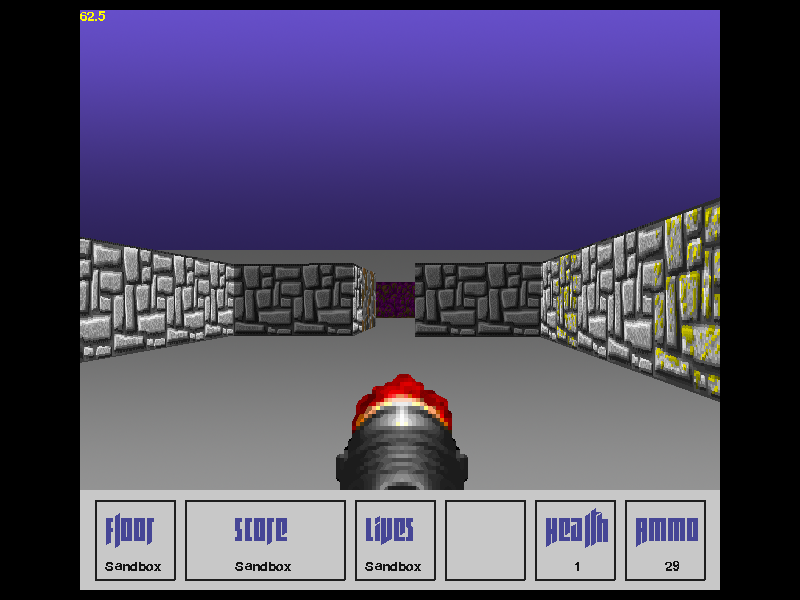 62.5
Floor
Score
Lives
Health
Ammo
Sandbox
Sandbox
Sandbox
1
29